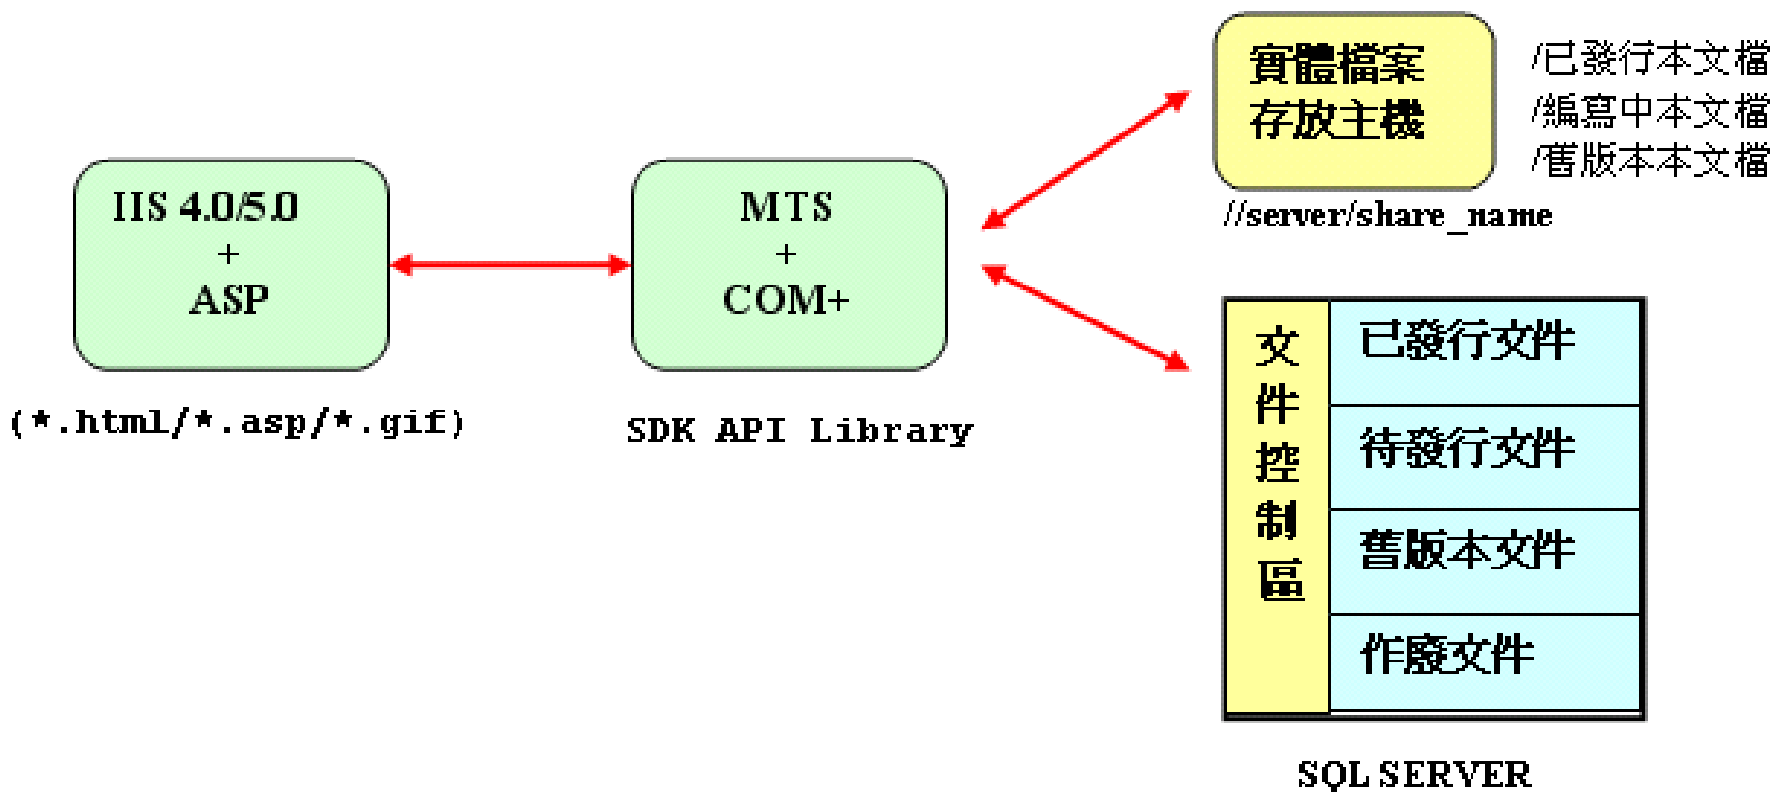 IIS 4.0/5.0
+
ASP
(*.html/*.asp/*.gif)
MTS
+
COM+
SDK API Library
實體檔案
存放主機
/已發行本文檔
/編寫中本文檔
/舊版本本文檔
//server/share_name
文件控制區
已發行文件
待發行文件
舊版本文件
作廢文件
SQL SERVER